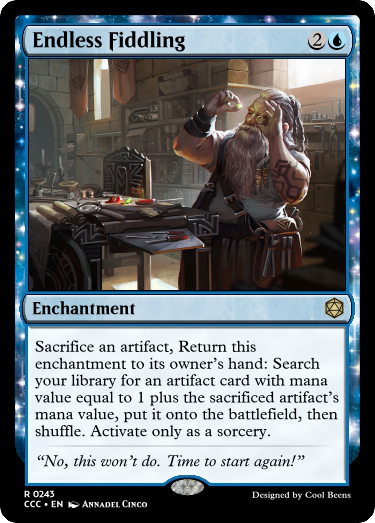 Endless Fiddling
2
Enchantment
Sacrifice an artifact, Return this
enchantment to its owner's hand: Search
your library for an artifact card with mana
value equal to 1 plus the sacrificed artifact's
mana value, put it onto the battlefield, then
shuffle. Activate only as a sorcery.
“No, this won’t do. Time to start again!”
R 0243
Designed by Cool Beens
CCC • EN Annadel Cinco